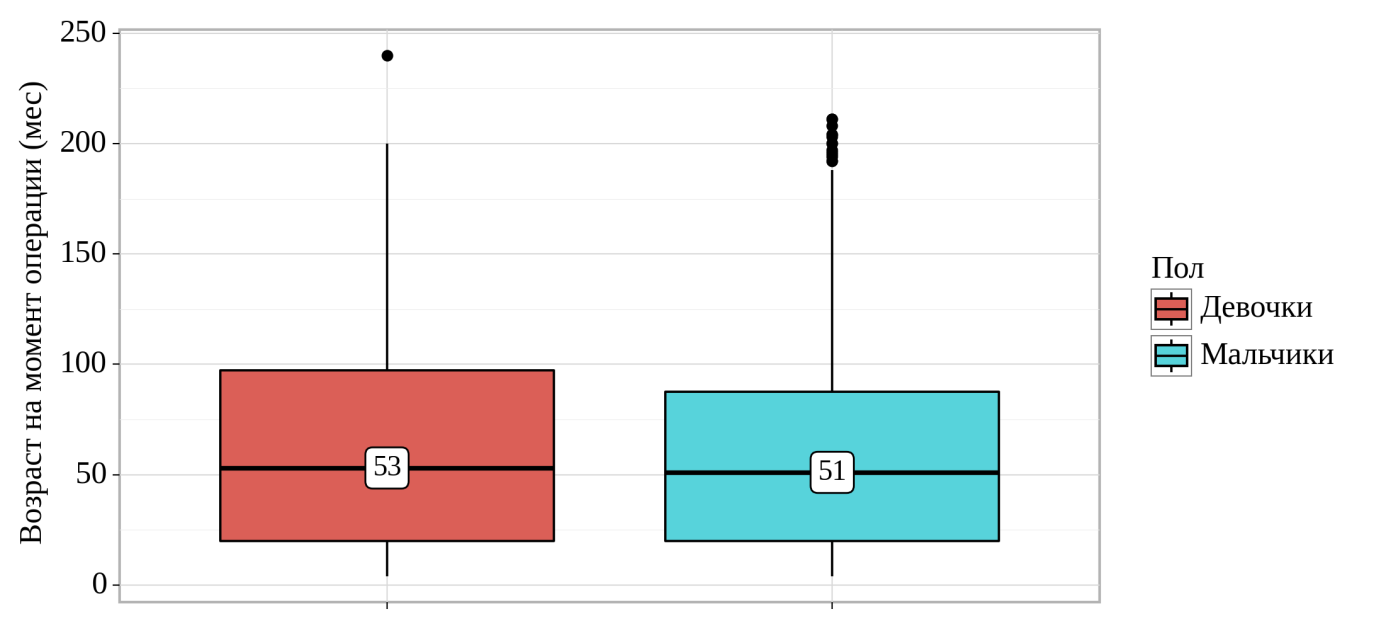 Возраст на момент операции (мес)
250
200
150
100
50
0
53
51
Пол
Девочки
Мальчики